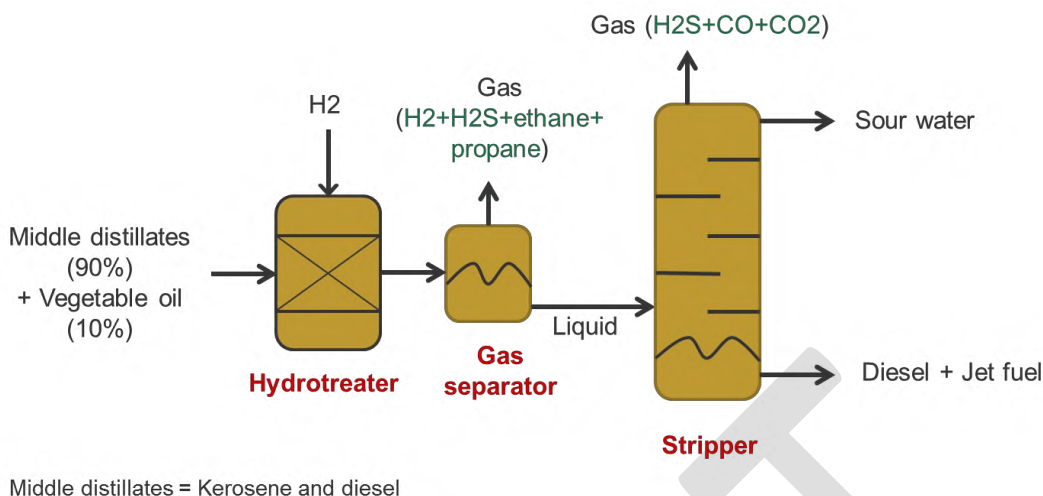 Gas (H2S+CO+CO2)
Gas
(H2+H2S+ethane+
propane)
H2
Sour water
Middle distillates
(90%)
+ Vegetable oil
(10%)
Liquid
Gas
separator
Hydrotreater
Diesel + Jet fuel
Stripper
Middle distillates = Kerosene and diesel